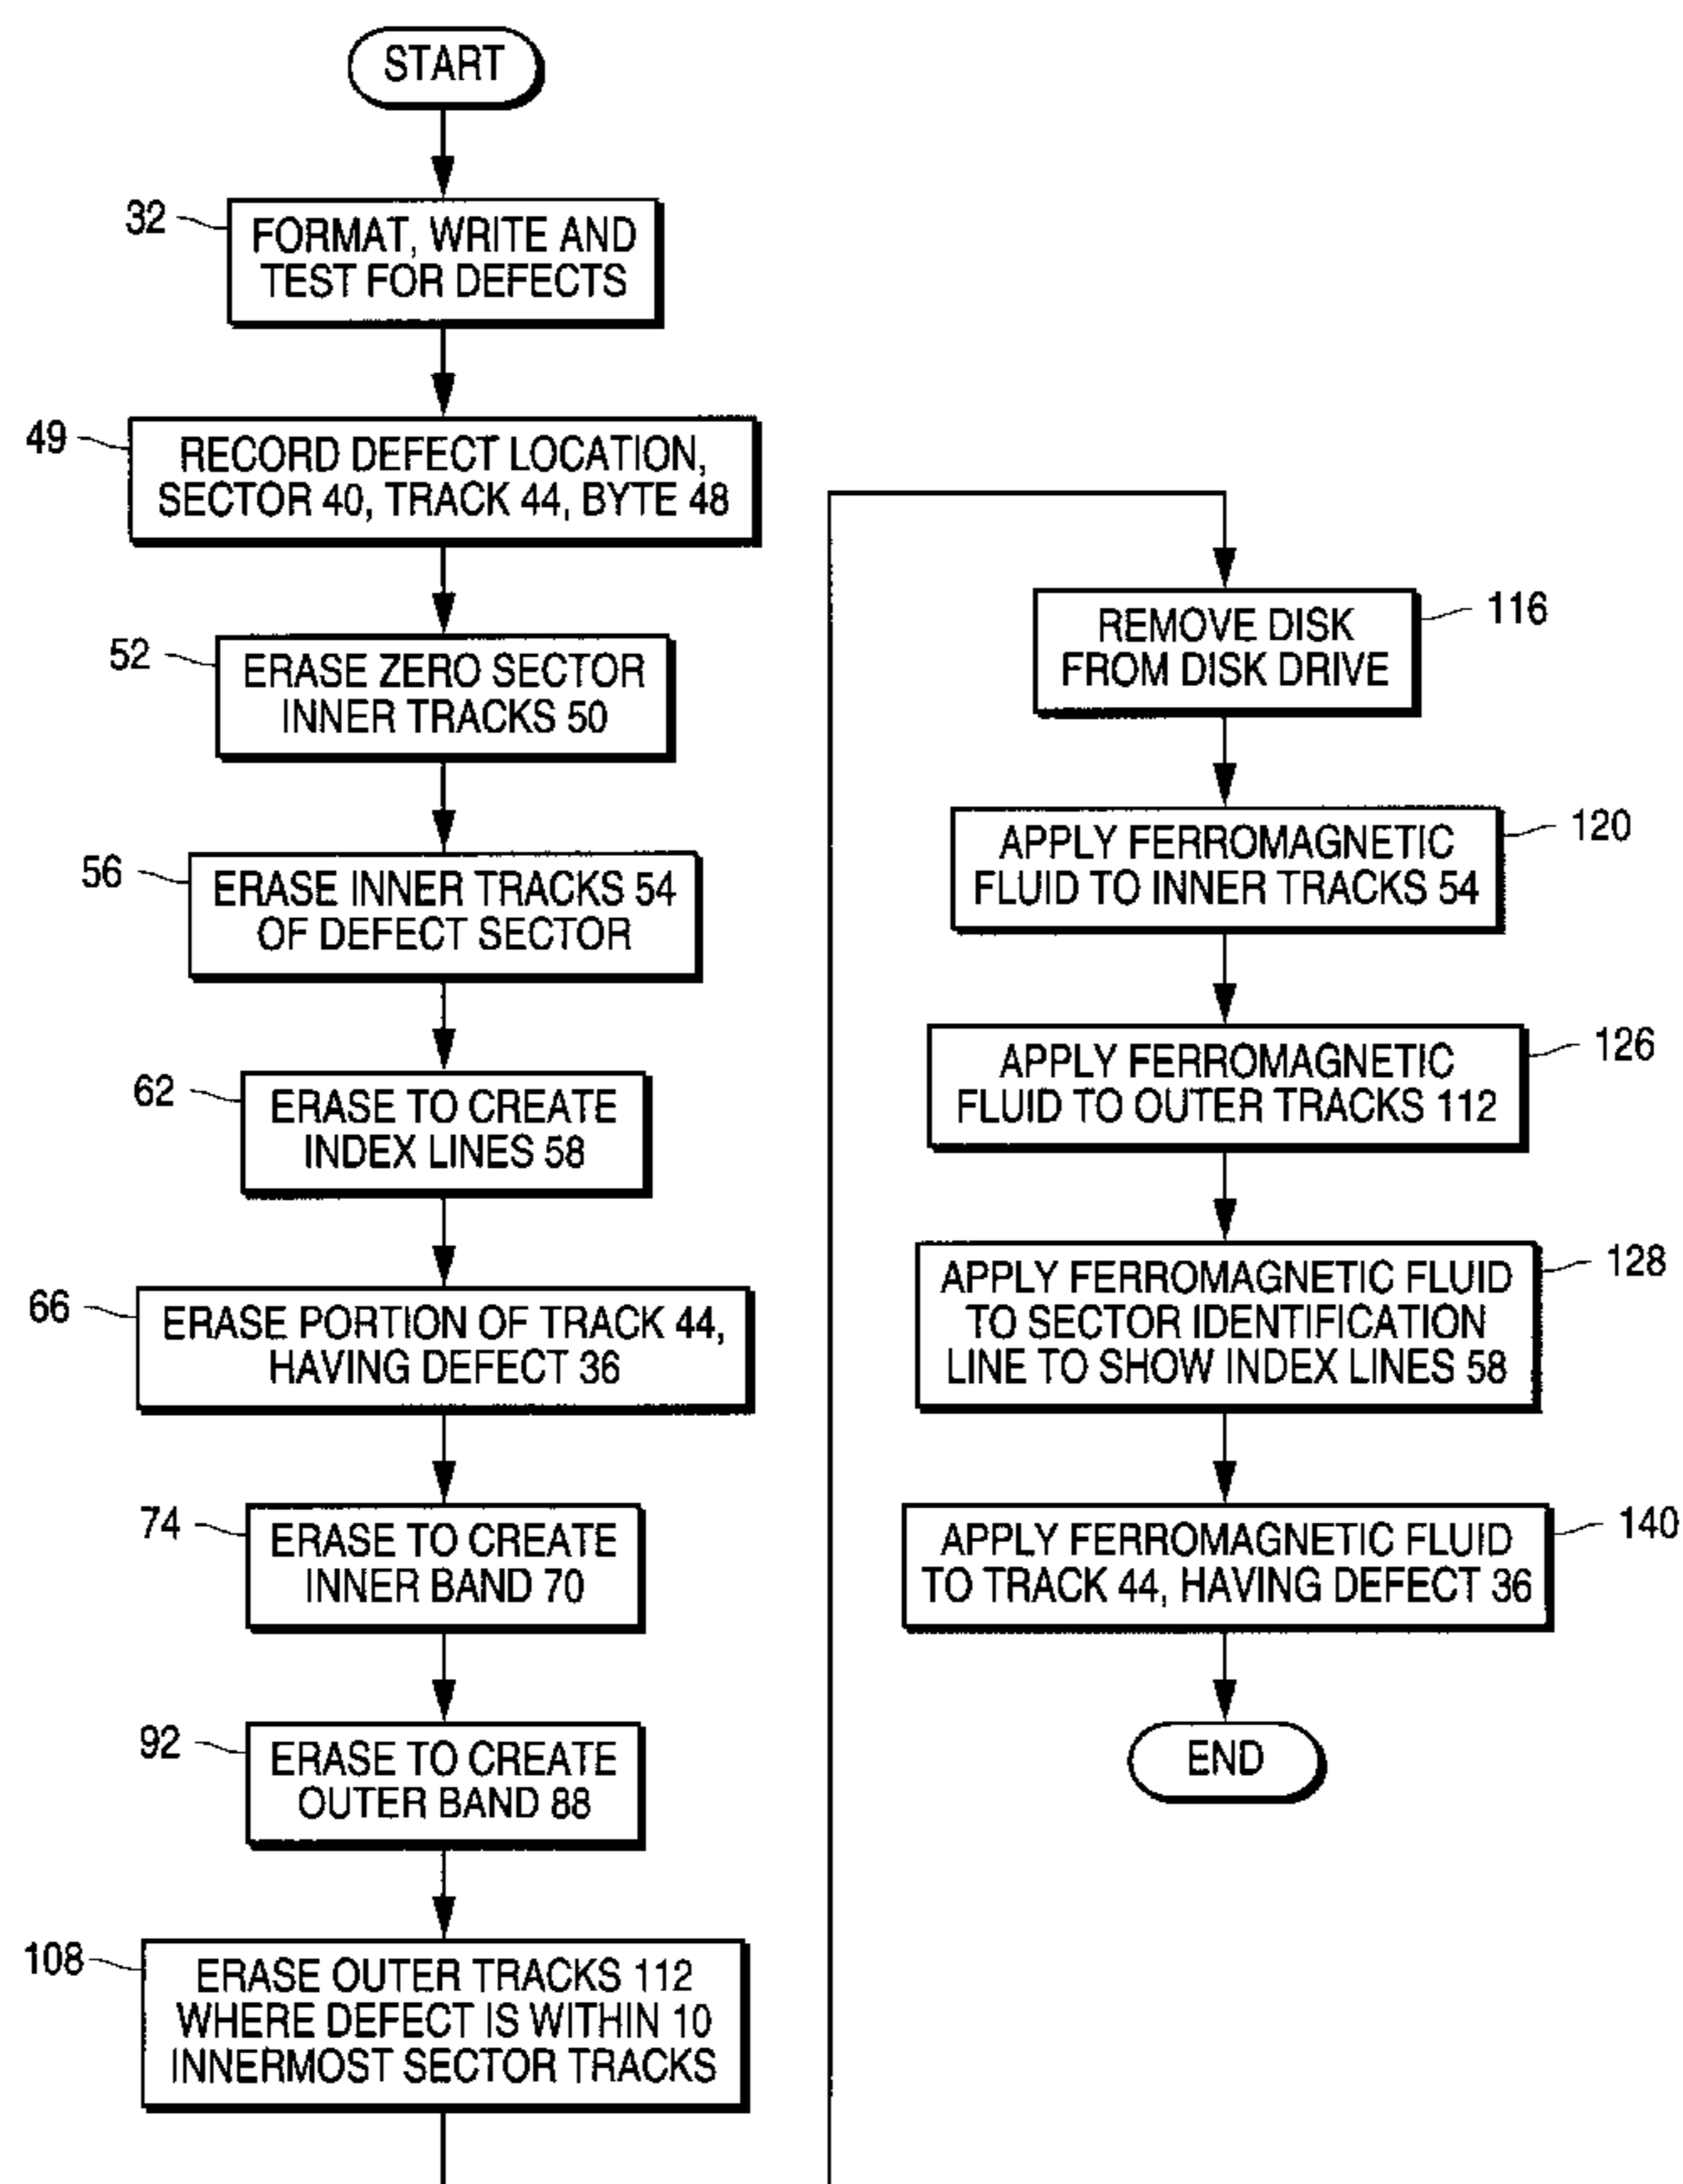 START
32
FORMAT, WRITE AND
TEST FOR DEFECTS
49
RECORD DEFECT LOCATION,
SECTOR 40, TRACK 44, BYTE 48
52
ERASE ZERO SECTOR
INNER TRACKS 50
56
ERASE INNER TRACKS 54
OF DEFECT SECTOR
62
ERASE TO CREATE
INDEX LINES 58
66
ERASE PORTION OF TRACK 44,
HAVING DEFECT 36
74
ERASE TO CREATE
INNER BAND 70
92
ERASE TO CREATE
OUTER BAND 88
108
ERASE OUTER TRACKS 112
WHERE DEFECT IS WITHIN 10
INNERMOST SECTOR TRACKS
REMOVE DISK
FROM DISK DRIVE
116
APPLY FERROMAGNETIC
FLUID TO INNER TRACKS 54
120
APPLY FERROMAGNETIC
FLUID TO OUTER TRACKS 112
126
APPLY FERROMAGNETIC FLUID
TO SECTOR IDENTIFICATION
LINE TO SHOW INDEX LINES 58
128
APPLY FERROMAGNETIC FLUID
TO TRACK 44, HAVING DEFECT 36
140
END